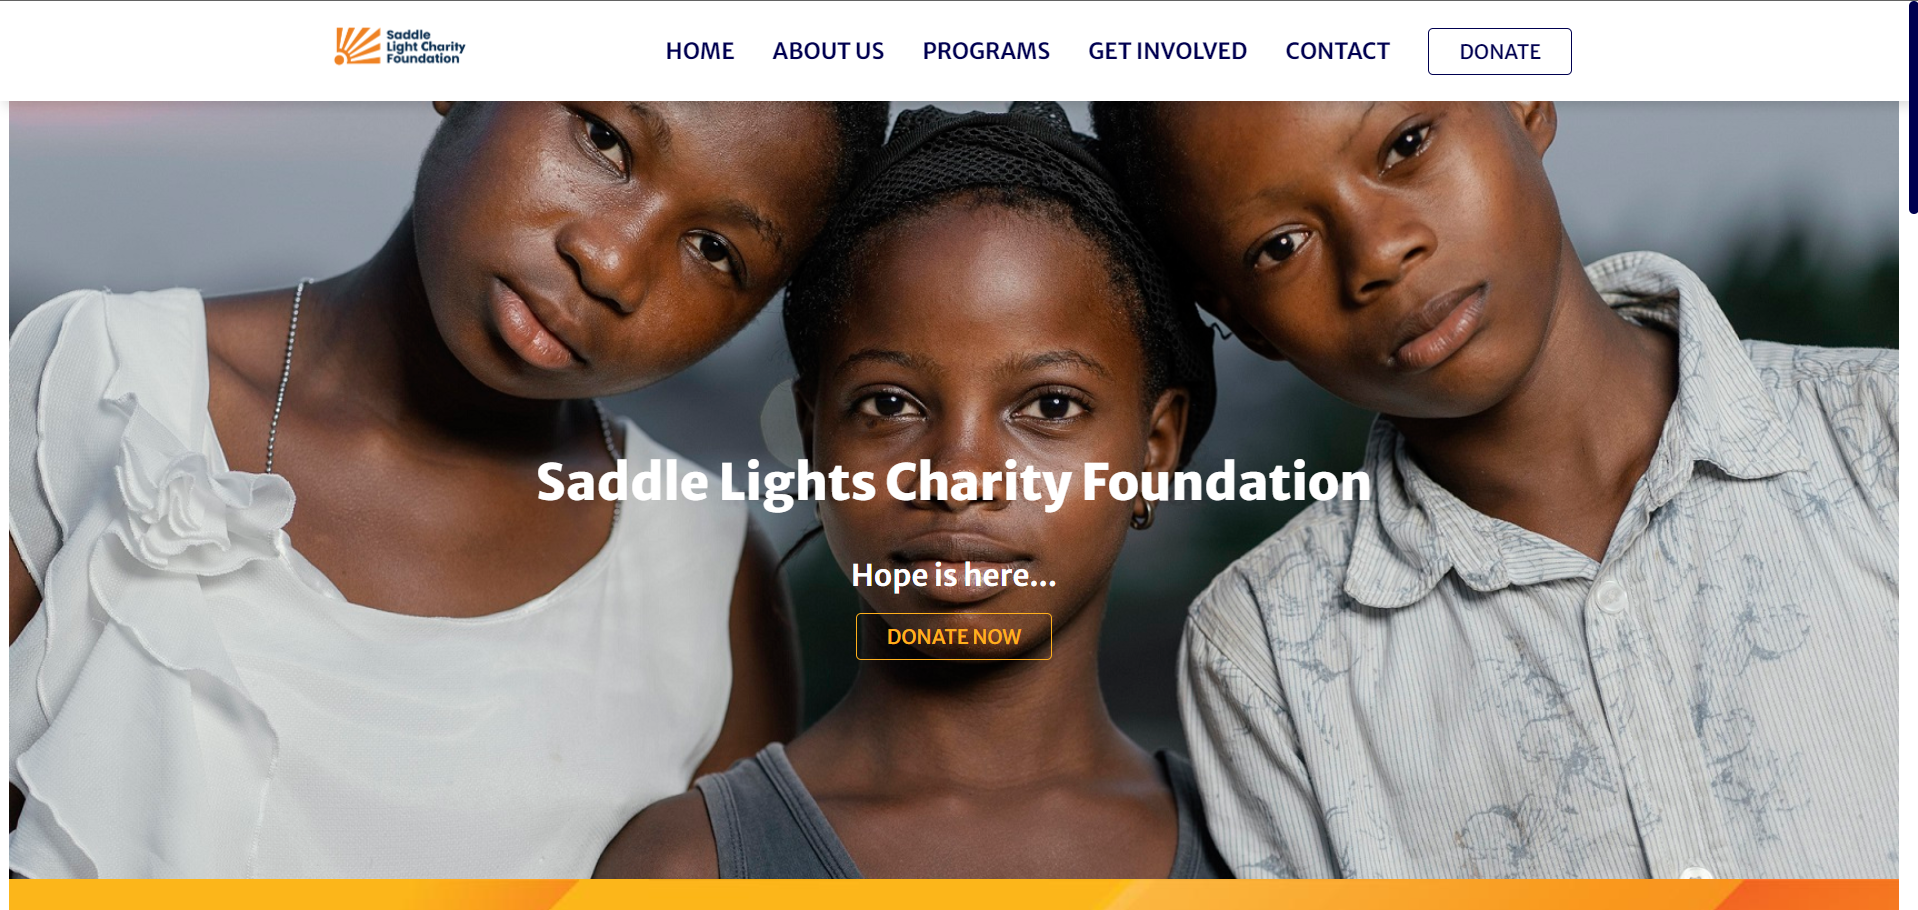 Saddle
Light Charity
Foundation
HOME ABOUT US PROGRAMS GET INVOLVED CONTACT DONATE
Saddle Lights Charity Foundation
Hope is here...
DONATE NOW